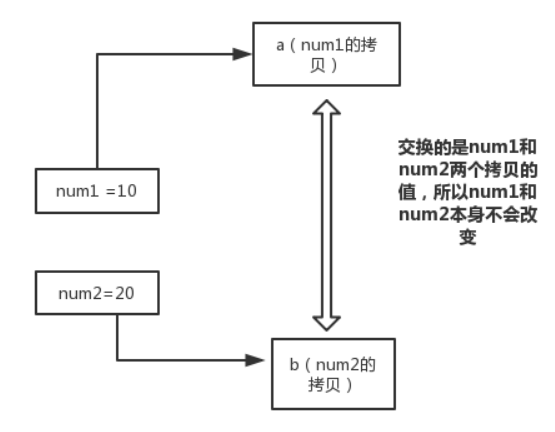 a（num1的拷
贝）
num1 =10
交换的是num1和
num2两个拷贝的
值，所以num1和
num2本身不会改
变
num2=20
b（num2的
拷贝）